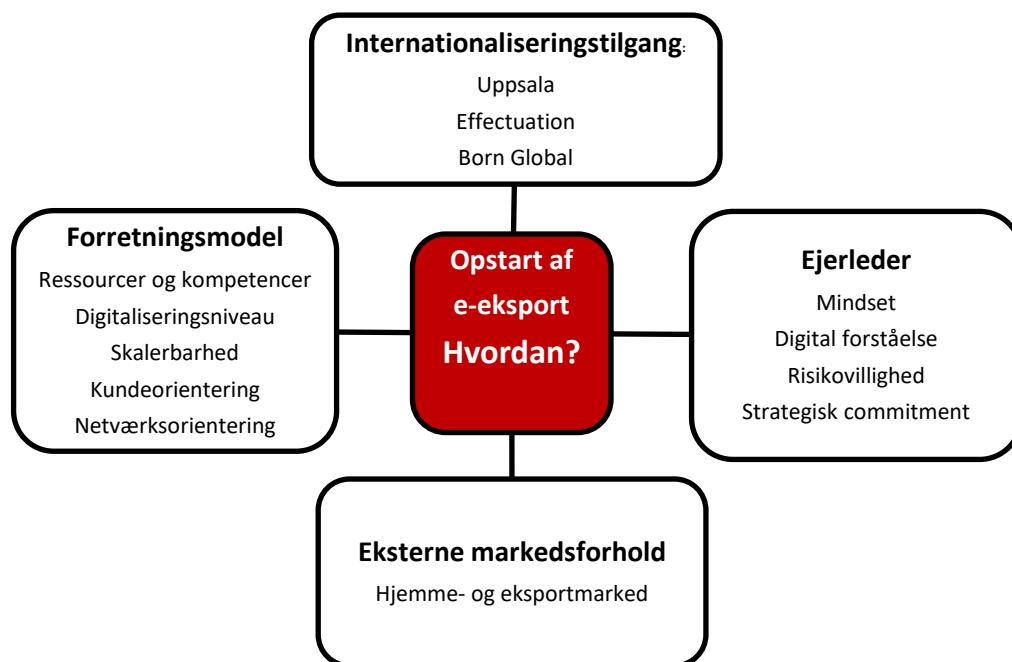 Internationaliseringstilgang:
Uppsala
Effectuation
Born Global
Forretningsmodel
Ressourcer og kompetencer
Digitaliseringsniveau
Skalerbarhed
Kundeorientering
Netværksorientering
Opstart af
e-eksport
Hvordan?
Ejerleder
Mindset
Digital forståelse
Risikovillighed
Strategisk commitment
Eksterne markedsforhold
Hjemme- og eksportmarked